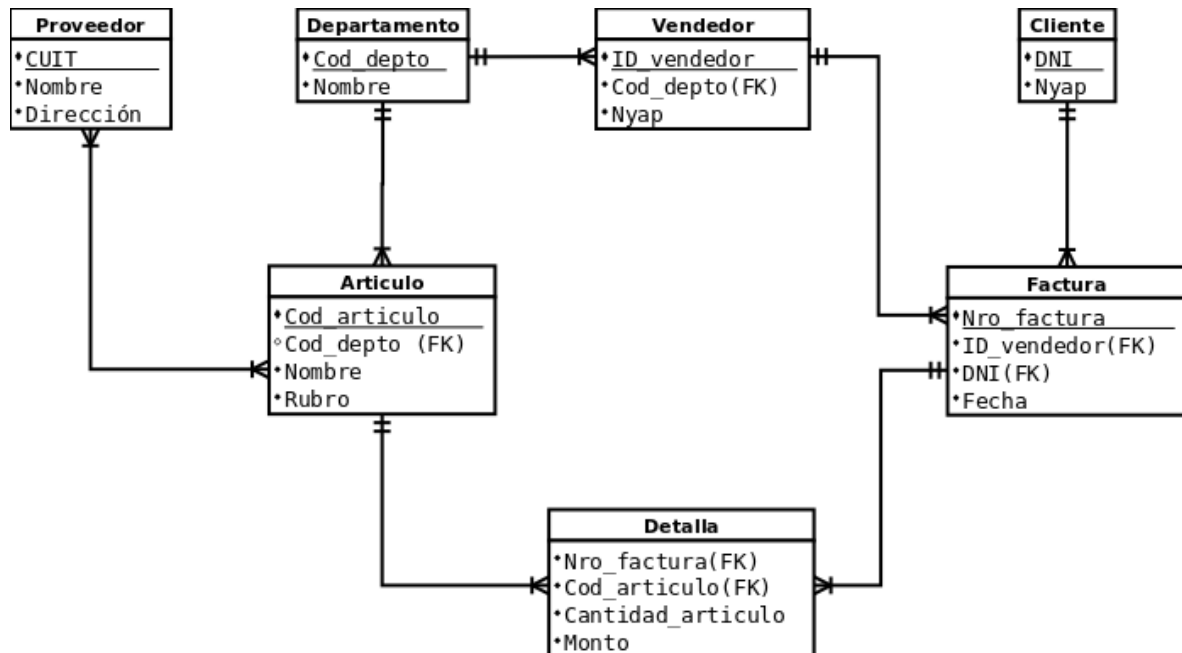 Proveedor
CUIT
Nombre
Dirección
Departamento
Cod_depto
Nombre
Vendedor
ID_vendedor
Cod_depto(FK)
Nyap
Cliente
DNI
Nyap
Articulo
Cod_articulo
Cod_depto (FK)
Nombre
Rubro
Factura
Nro_factura
ID_vendedor(FK)
DNI(FK)
Fecha
Detalla
Nro_factura(FK)
Cod_articulo(FK)
Cantidad_articulo
Monto